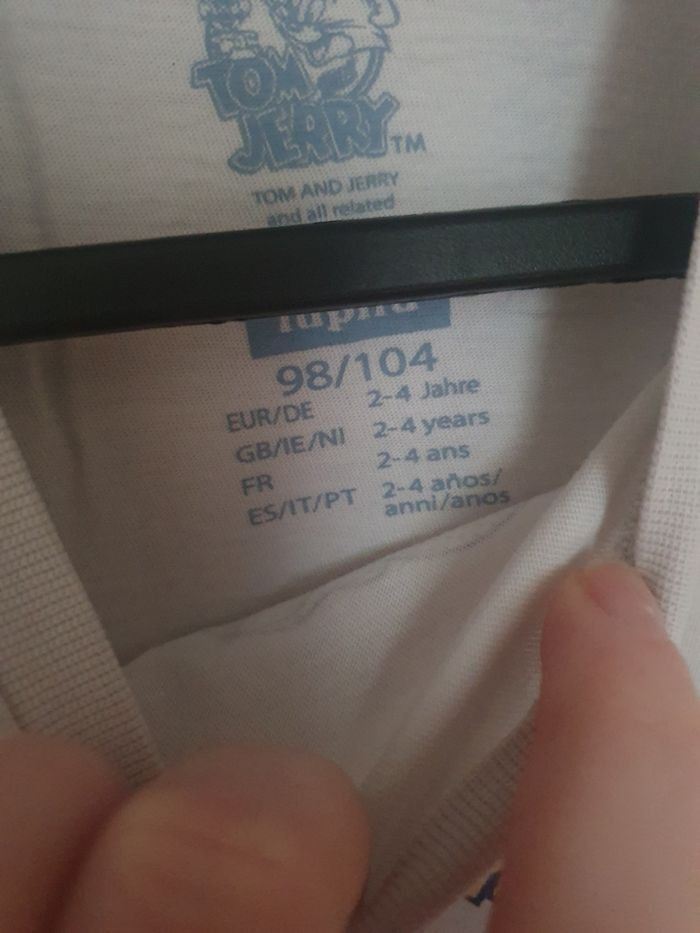 TOM
JERRY TM
TOM AND JERRY
and all related
lupilu
98/104
EUR/DE 2-4 Jahre
GB/IE/NI 2-4 years
FR 2-4 ans
ES/IT/PT 2-4 años/
anni/anos